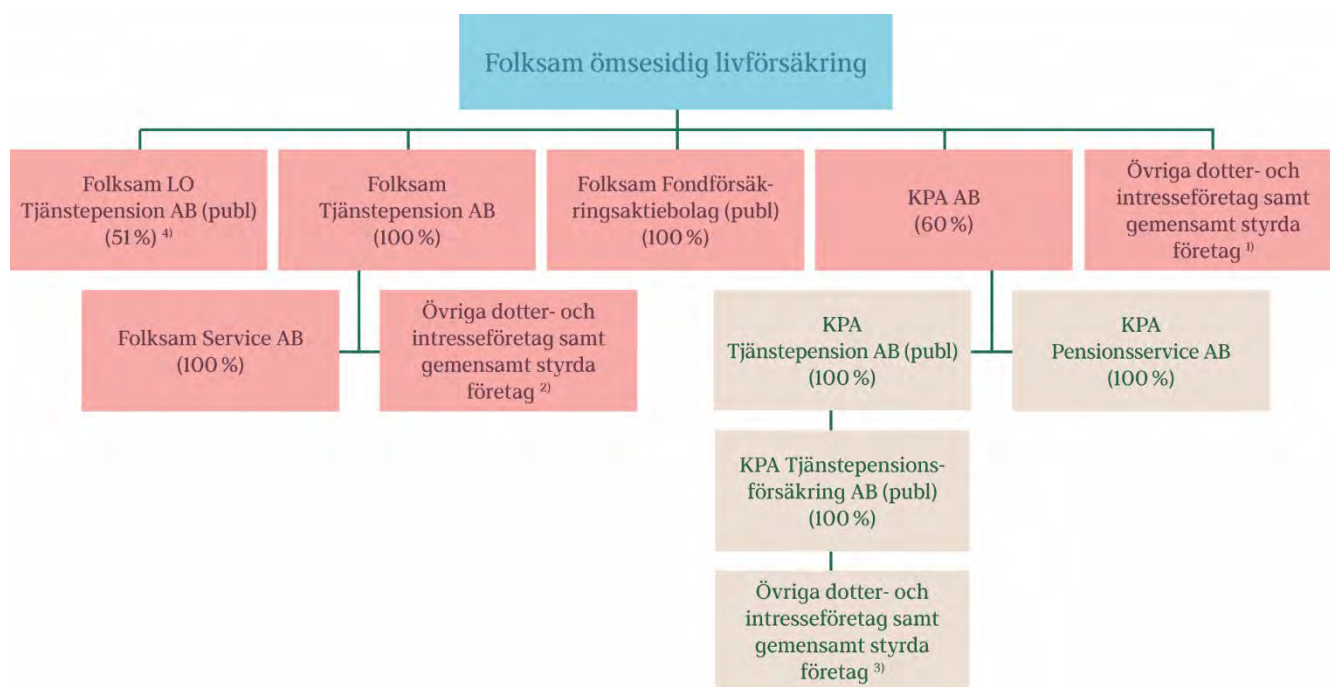 Folksam ömsesidig livförsäkring
Folksam LO
Tjänstepension AB (publ)
(51 %) 4)
Folksam
Tjänstepension AB
(100 %)
Folksam Fondförsäk-
ringsaktiebolag (publ)
(100 %)
KPA AB
(60 %)
Övriga dotter- och
intresseföretag samt
gemensamt styrda
företag 1)
Folksam Service AB
(100 %)
Övriga dotter- och
intresseföretag samt
gemensamt styrda
företag 2)
KPA
Tjänstepension AB (publ)
(100 %)
KPA
Pensionsservice AB
(100 %)
KPA Tjänstepensions-
försäkring AB (publ)
(100 %)
Övriga dotter- och
intresseföretag samt
gemensamt styrda
företag 3)